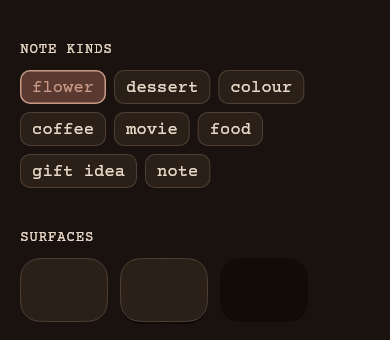 NOTE KINDS
flower dessert colour
coffee movie food
gift idea note
SURFACES